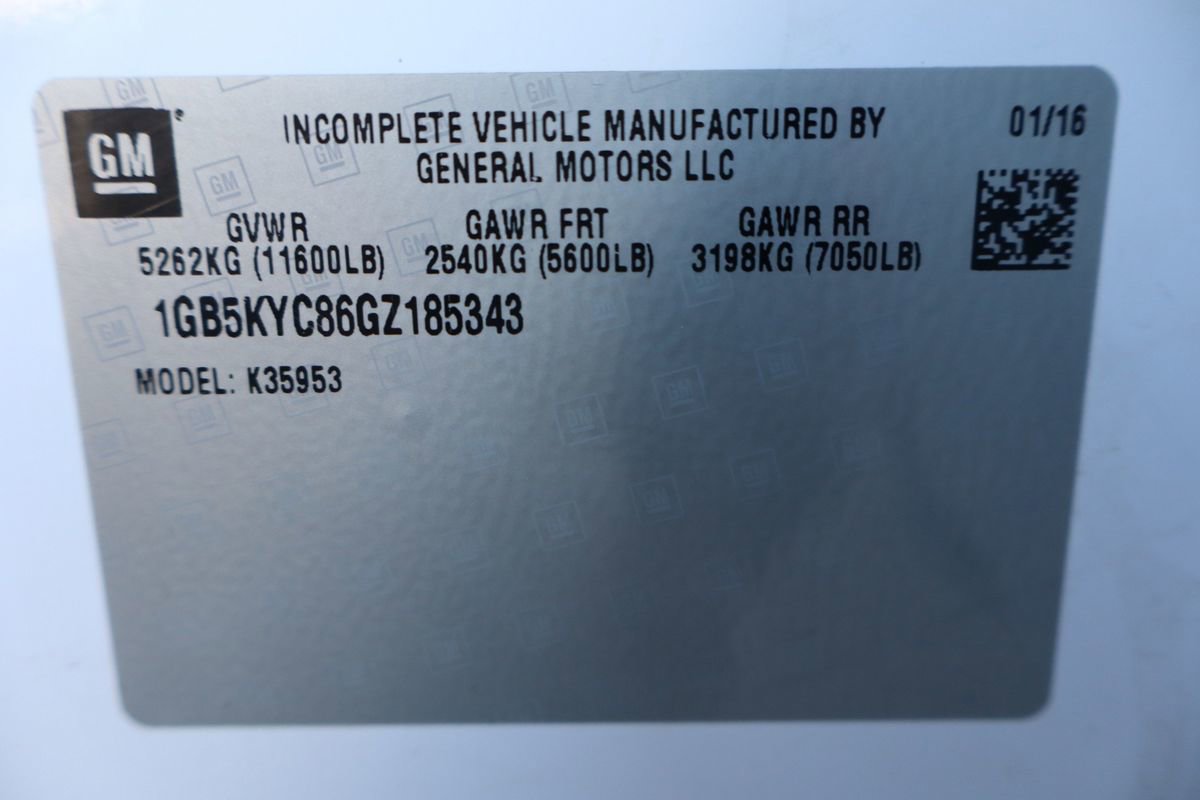 GM
INCOMPLETE VEHICLE MANUFACTURED BY
01/16
GENERAL MOTORS LLC
GVWR GAWR FRT GAWR RR
5262KG (11600LB) 2540KG (5600LB) 3198KG (7050LB)
1GB5KYC86GZ185343
MODEL: K35953